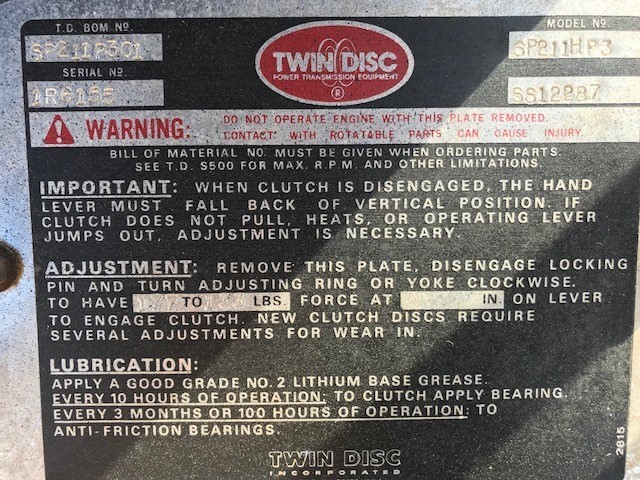 T.D. BOM Nº.
SP211P301
SERIAL Nº.
1R6155
TWIN DISC
POWER TRANSMISSION EQUIPMENT
®
MODEL Nº.
SP211HP3
SS12287
WARNING: DO NOT OPERATE ENGINE WITH THIS PLATE REMOVED.
CONTACT WITH ROTATABLE PARTS CAN CAUSE INJURY.
BILL OF MATERIAL NO. MUST BE GIVEN WHEN ORDERING PARTS.
SEE T.D. S500 FOR MAX. R.P.M. AND OTHER LIMITATIONS.
IMPORTANT: WHEN CLUTCH IS DISENGAGED, THE HAND
LEVER MUST FALL BACK OF VERTICAL POSITION. IF
CLUTCH DOES NOT PULL, HEATS, OR OPERATING LEVER
JUMPS OUT, ADJUSTMENT IS NECESSARY.
ADJUSTMENT: REMOVE THIS PLATE, DISENGAGE LOCKING
PIN AND TURN ADJUSTING RING OR YOKE CLOCKWISE.
TO HAVE TO LBS. FORCE AT IN. ON LEVER
TO ENGAGE CLUTCH. NEW CLUTCH DISCS REQUIRE
SEVERAL ADJUSTMENTS FOR WEAR IN.
LUBRICATION:
APPLY A GOOD GRADE NO. 2 LITHIUM BASE GREASE.
EVERY 10 HOURS OF OPERATION: TO CLUTCH APPLY BEARING.
EVERY 3 MONTHS OR 100 HOURS OF OPERATION: TO
ANTI-FRICTION BEARINGS.
TWIN DISC
INCORPORATED
2815